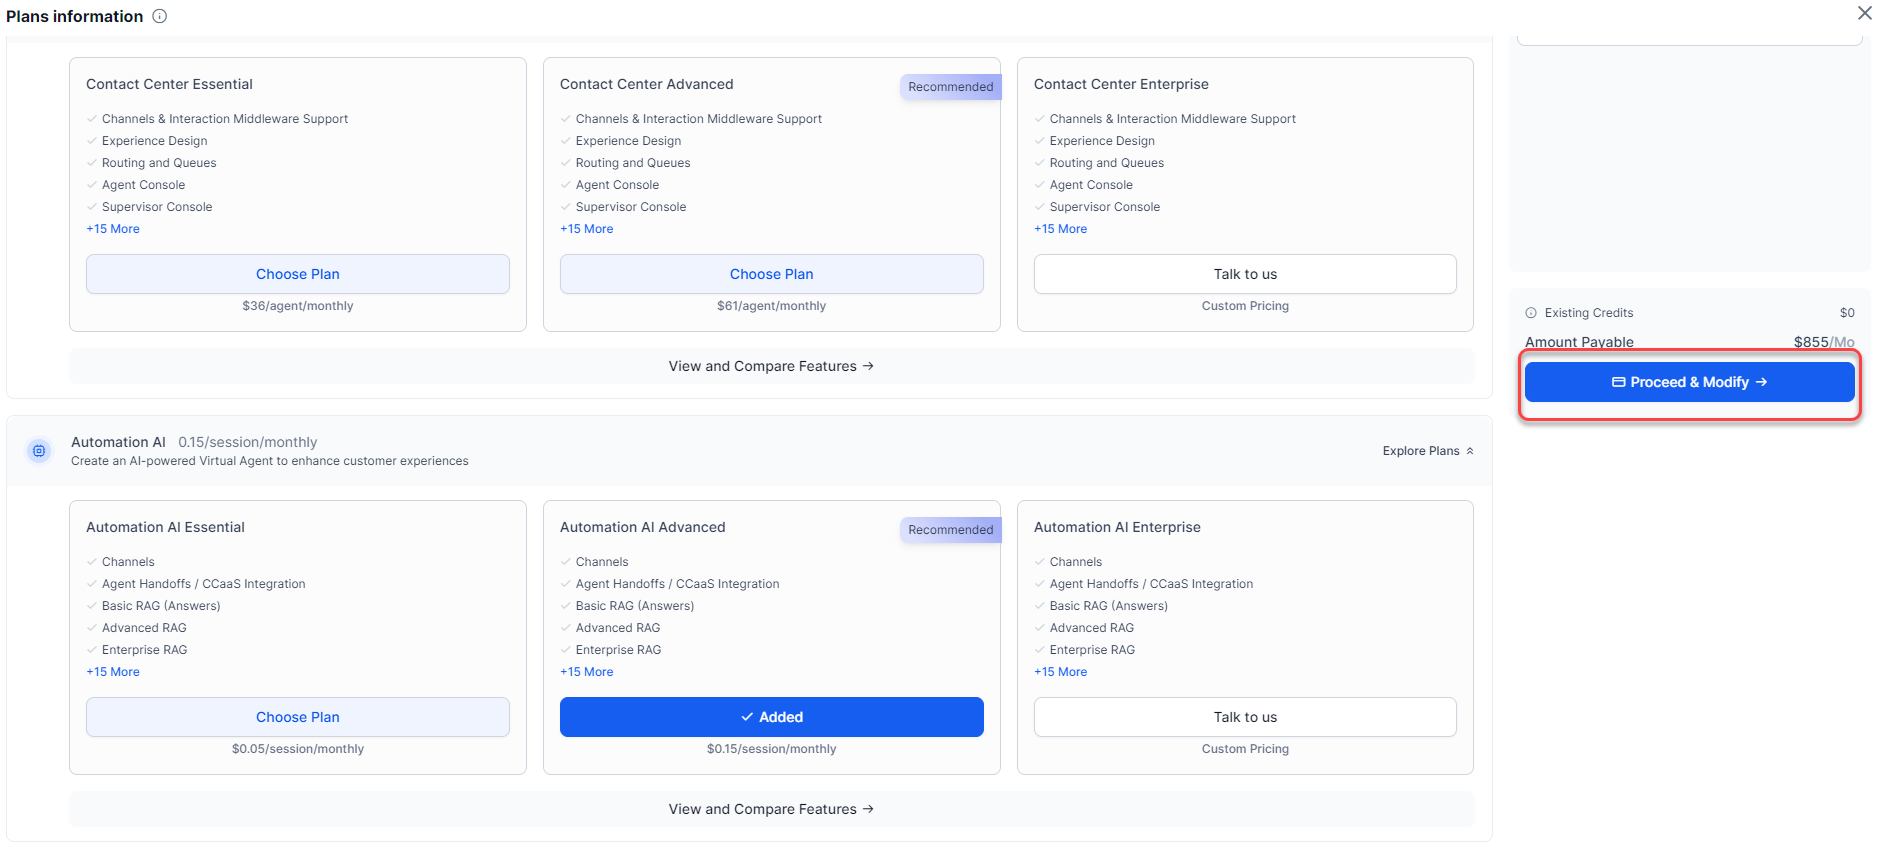 Plans information
Contact Center Essential
Channels & Interaction Middleware Support
Experience Design
Routing and Queues
Agent Console
Supervisor Console
+15 More
Choose Plan
$36/agent/monthly
Contact Center Advanced
Recommended
Channels & Interaction Middleware Support
Experience Design
Routing and Queues
Agent Console
Supervisor Console
+15 More
Choose Plan
$61/agent/monthly
Contact Center Enterprise
Channels & Interaction Middleware Support
Experience Design
Routing and Queues
Agent Console
Supervisor Console
+15 More
Talk to us
Custom Pricing
View and Compare Features →
Automation AI 0.15/session/monthly
Create an AI-powered Virtual Agent to enhance customer experiences
Explore Plans
Automation AI Essential
Channels
Agent Handoffs / CCaaS Integration
Basic RAG (Answers)
Advanced RAG
Enterprise RAG
+15 More
Choose Plan
$0.05/session/monthly
Automation AI Advanced
Recommended
Channels
Agent Handoffs / CCaaS Integration
Basic RAG (Answers)
Advanced RAG
Enterprise RAG
+15 More
Added
$0.15/session/monthly
Automation AI Enterprise
Channels
Agent Handoffs / CCaaS Integration
Basic RAG (Answers)
Advanced RAG
Enterprise RAG
+15 More
Talk to us
Custom Pricing
View and Compare Features →
Existing Credits $0
Amount Payable $855/Mo
Proceed & Modify →